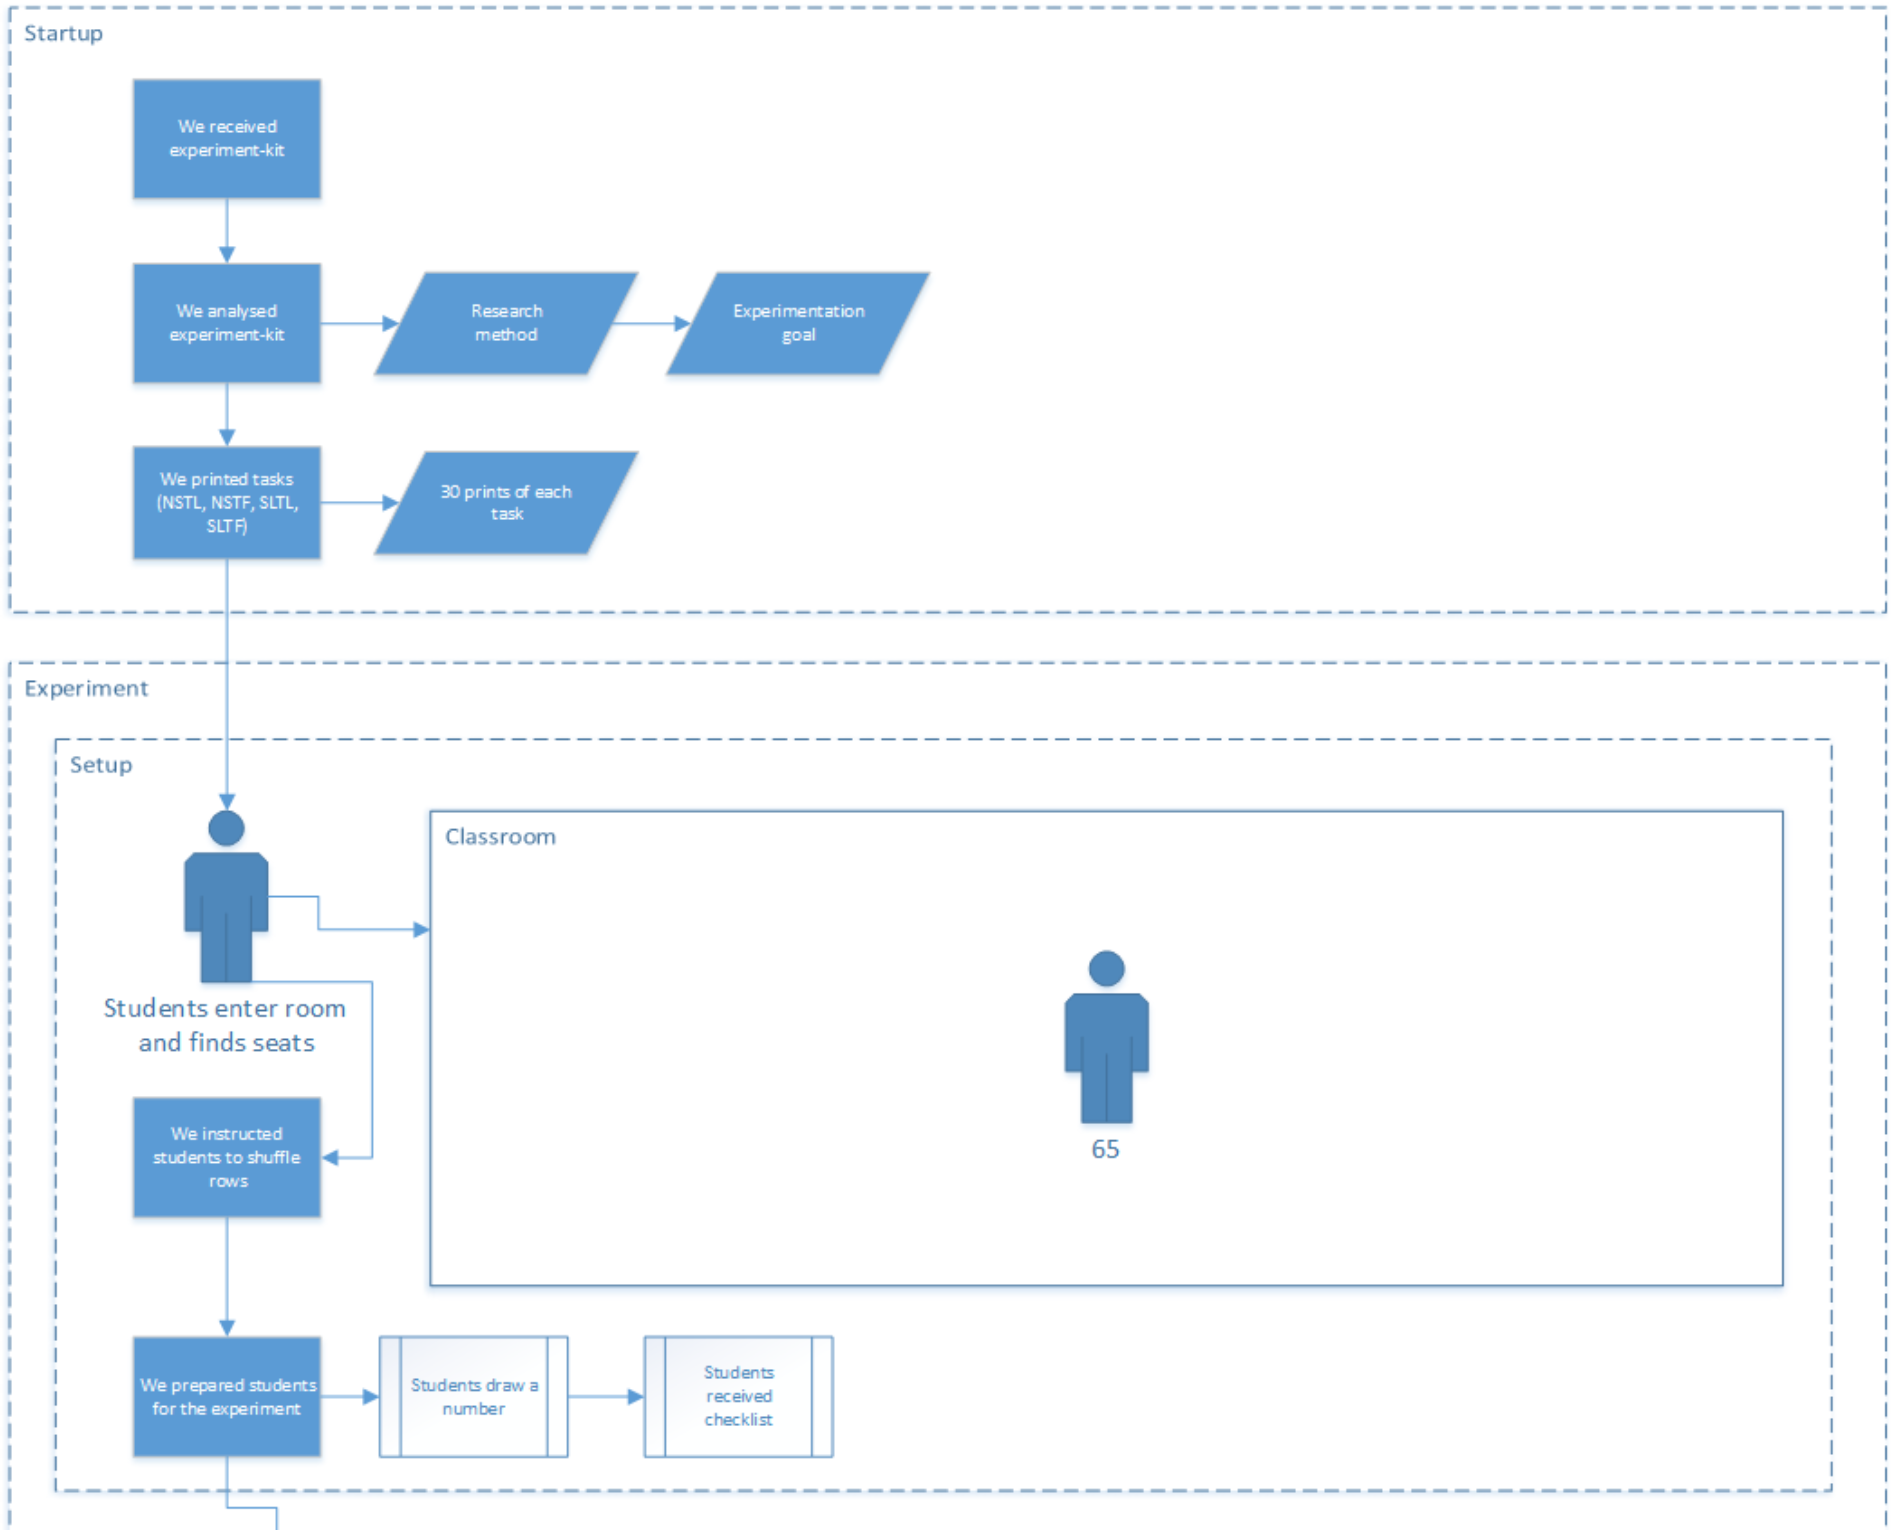 Startup
We received
experiment-kit
We analysed
experiment-kit
Research
method
Experimentation
goal
We printed tasks
(NSTL, NSTF, SLTL,
SLTF)
30 prints of each
task
Experiment
Setup
Classroom
Students enter room
and finds seats
65
We instructed
students to shuffle
rows
We prepared students
for the experiment
Students draw a
number
Students
received
checklist